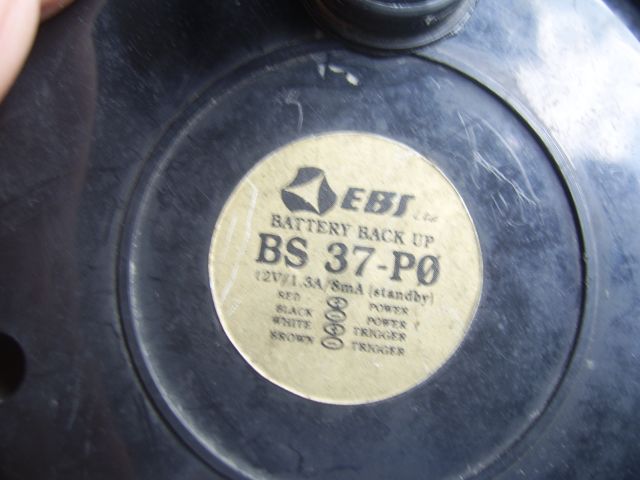 EBS Ltd
BATTERY BACK UP
BS 37-PØ
12V/1.3A/8mA (standby)
RED + POWER
BLACK - POWER
WHITE + TRIGGER
BROWN - TRIGGER